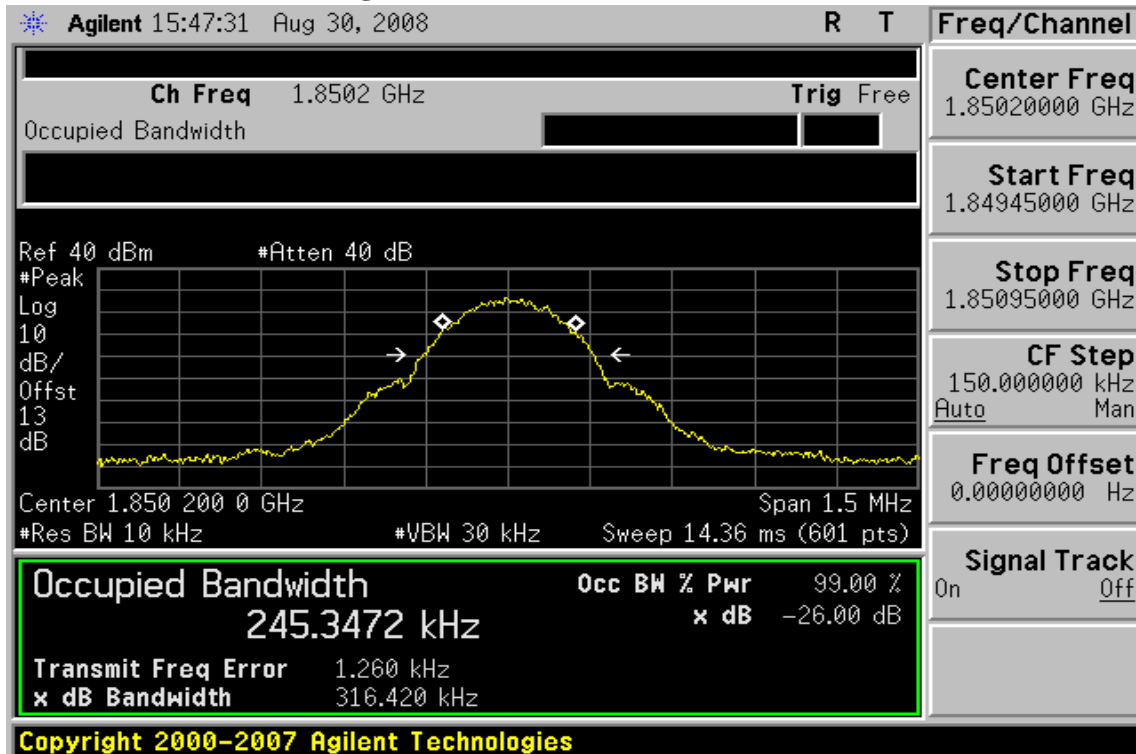 Agilent 15:47:31 Aug 30, 2008 R T
Freq/Channel
Ch Freq 1.8502 GHz Trig Free
Occupied Bandwidth
Center Freq
1.85020000 GHz
Start Freq
1.84945000 GHz
Stop Freq
1.85095000 GHz
CF Step
150.000000 kHz
Auto Man
Freq Offset
0.00000000 Hz
Signal Track
On Off
Ref 40 dBm #Atten 40 dB
#Peak
Log
10
dB/
Offst
13
dB
Center 1.850 200 0 GHz Span 1.5 MHz
#Res BW 10 kHz #VBW 30 kHz Sweep 14.36 ms (601 pts)
Occupied Bandwidth
245.3472 kHz
Occ BW % Pwr 99.00 %
x dB -26.00 dB
Transmit Freq Error 1.260 kHz
x dB Bandwidth 316.420 kHz
Copyright 2000-2007 Agilent Technologies